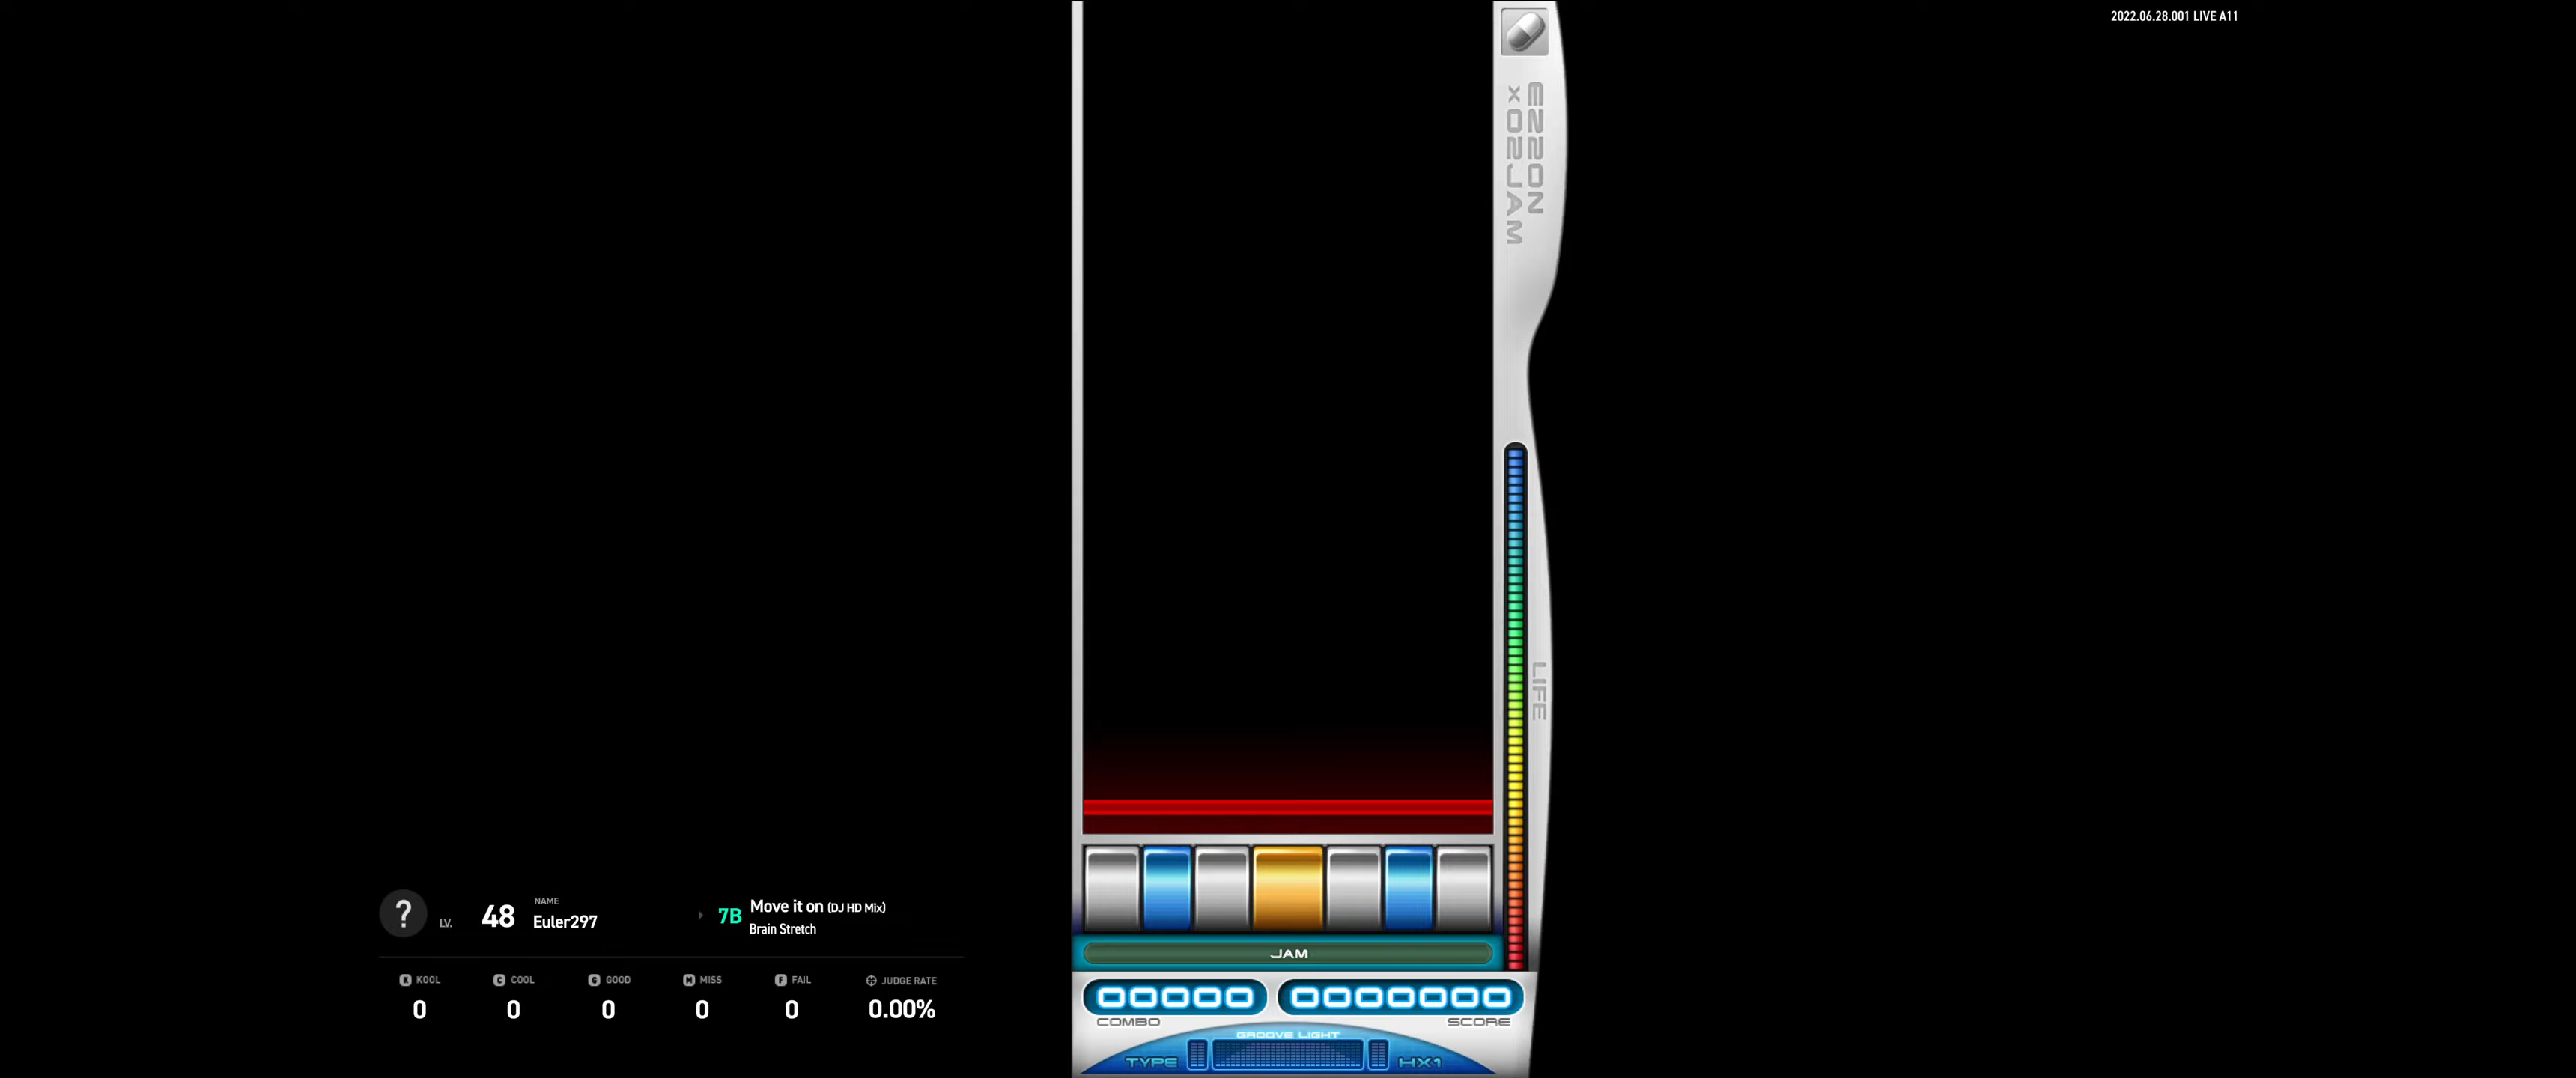 2022.06.28.001 LIVE A11
EZ2ON
x O2JAM
LIFE
?
LV. 48
NAME
Euler297
7B
Move it on (DJ HD Mix)
Brain Stretch
K KOOL
C COOL
G GOOD
M MISS
F FAIL
JUDGE RATE
0
0
0
0
0
0.00%
JAM
00000
0000000
COMBO
SCORE
GROOVE LIGHT
TYPE
HX1